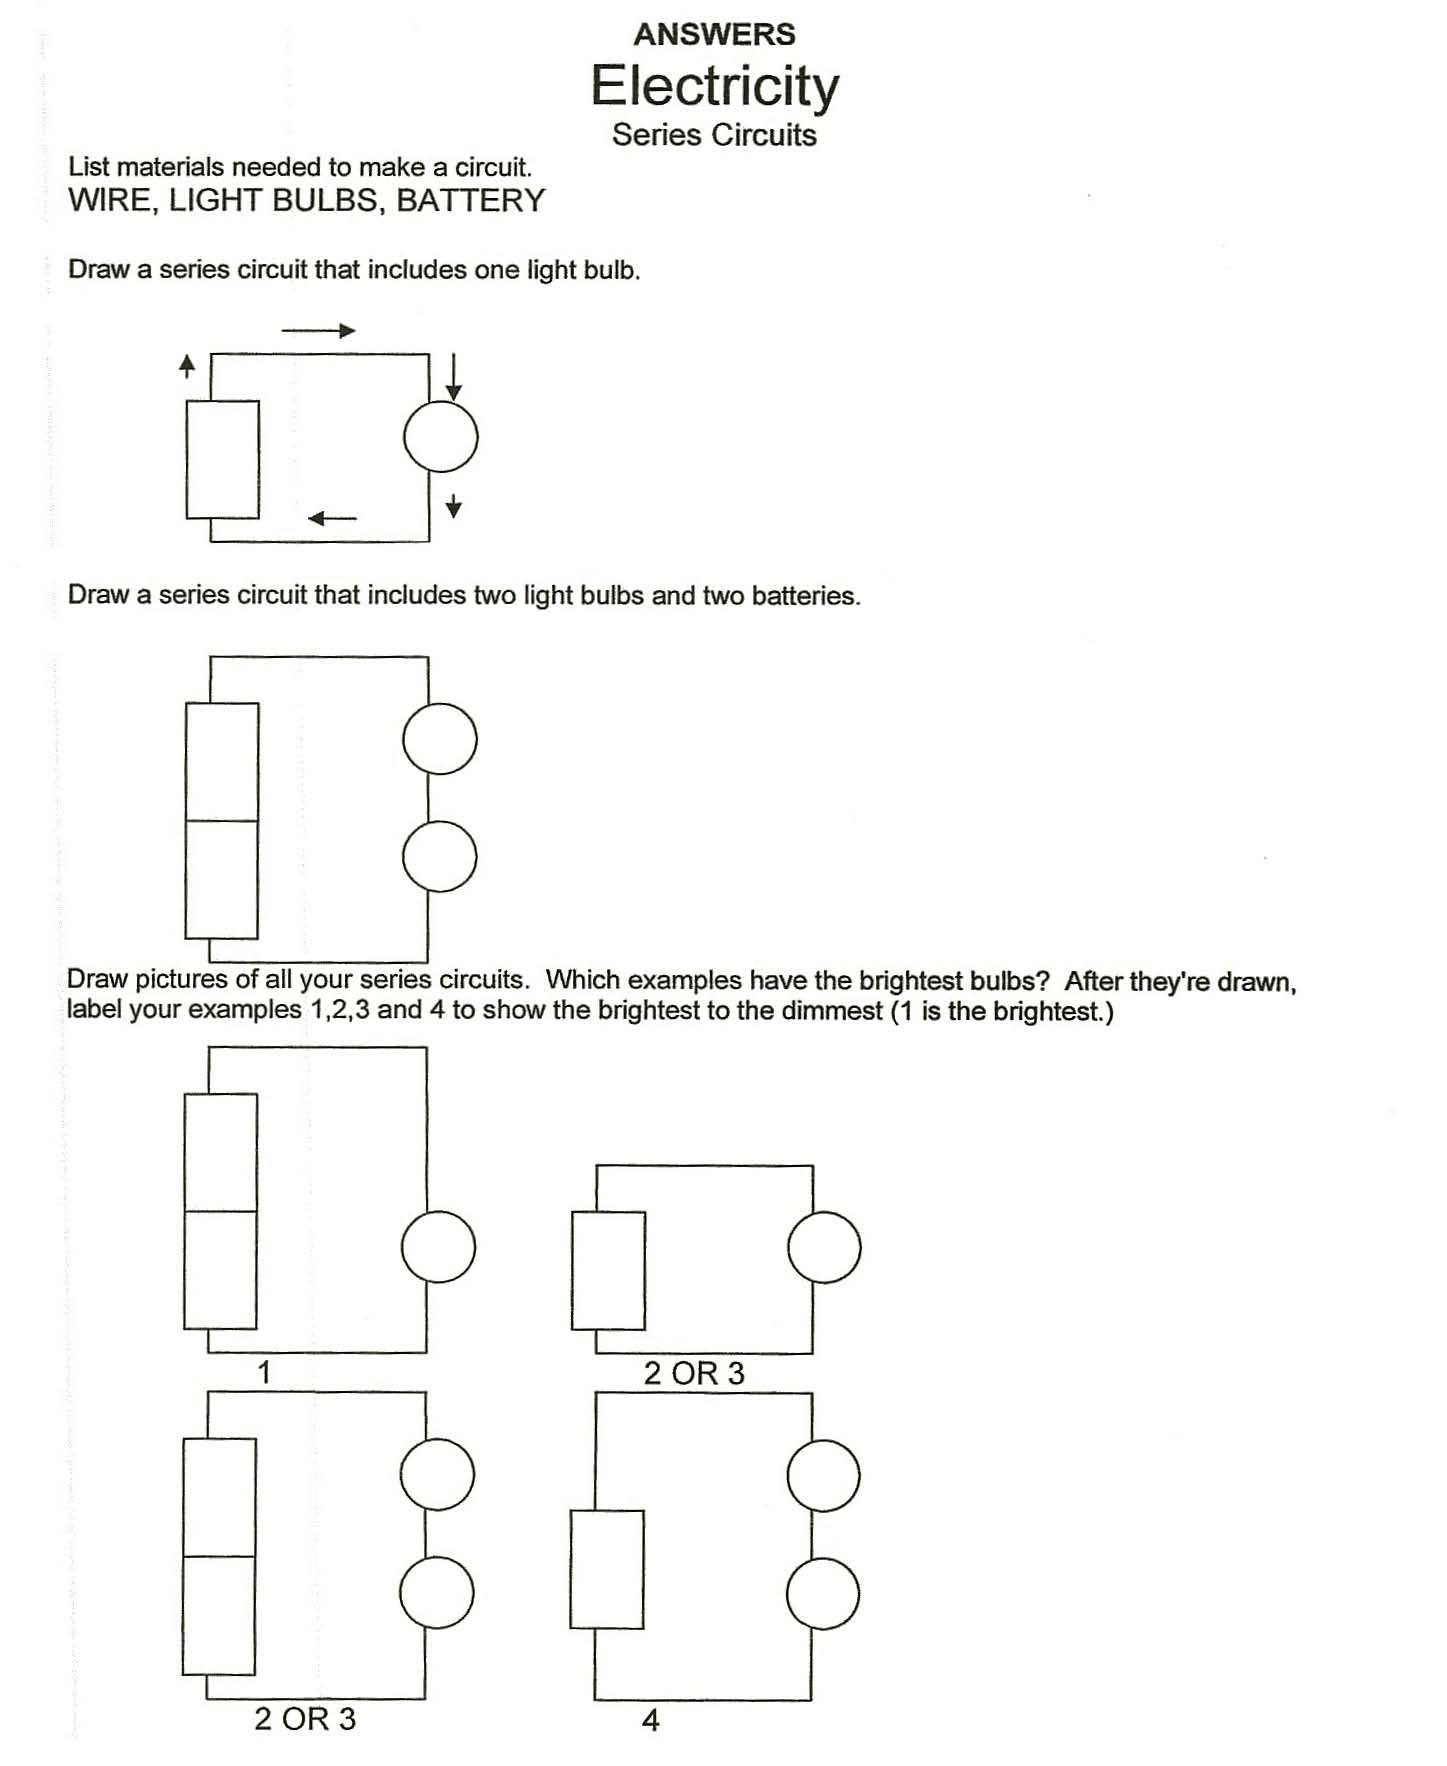 ANSWERS
Electricity
Series Circuits
List materials needed to make a circuit.
WIRE, LIGHT BULBS, BATTERY
Draw a series circuit that includes one light bulb.
Draw a series circuit that includes two light bulbs and two batteries.
Draw pictures of all your series circuits.  Which examples have the brightest bulbs?  After they're drawn,
label your examples 1,2,3 and 4 to show the brightest to the dimmest (1 is the brightest.)
1
2 OR 3
2 OR 3
4